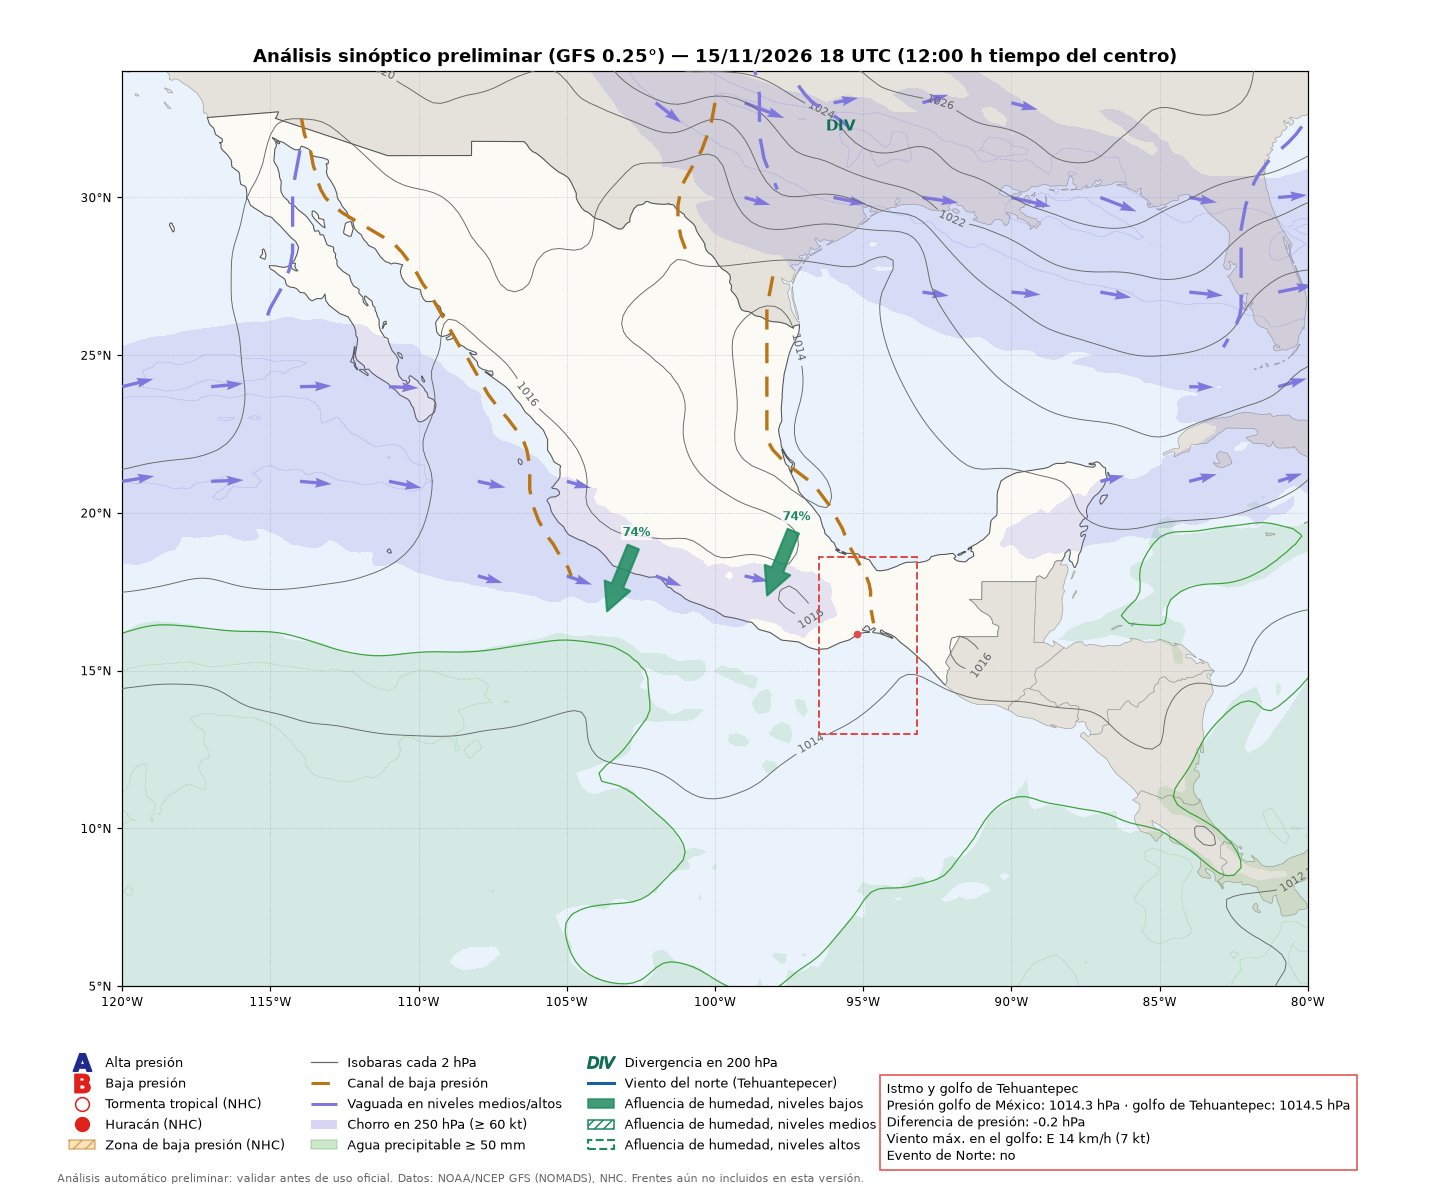 Análisis sinóptico preliminar (GFS 0.25°) — 15/11/2026 18 UTC (12:00 h tiempo del centro)
20
1024
1026
DIV
30°N
1022
1014
25°N
1016
20°N
74%
74%
1016
1016
15°N
1014
10°N
1012
5°N
120°W 115°W 110°W 105°W 100°W 95°W 90°W 85°W 80°W
A Alta presión
B Baja presión
Tormenta tropical (NHC)
Huracán (NHC)
Zona de baja presión (NHC)
Isobaras cada 2 hPa
Canal de baja presión
Vaguada en niveles medios/altos
Chorro en 250 hPa (≥ 60 kt)
Agua precipitable ≥ 50 mm
DIV Divergencia en 200 hPa
Viento del norte (Tehuantepecer)
Afluencia de humedad, niveles bajos
Afluencia de humedad, niveles medios
Afluencia de humedad, niveles altos
Istmo y golfo de Tehuantepec
Presión golfo de México: 1014.3 hPa · golfo de Tehuantepec: 1014.5 hPa
Diferencia de presión: -0.2 hPa
Viento máx. en el golfo: E 14 km/h (7 kt)
Evento de Norte: no
Análisis automático preliminar: validar antes de uso oficial. Datos: NOAA/NCEP GFS (NOMADS), NHC. Frentes aún no incluidos en esta versión.